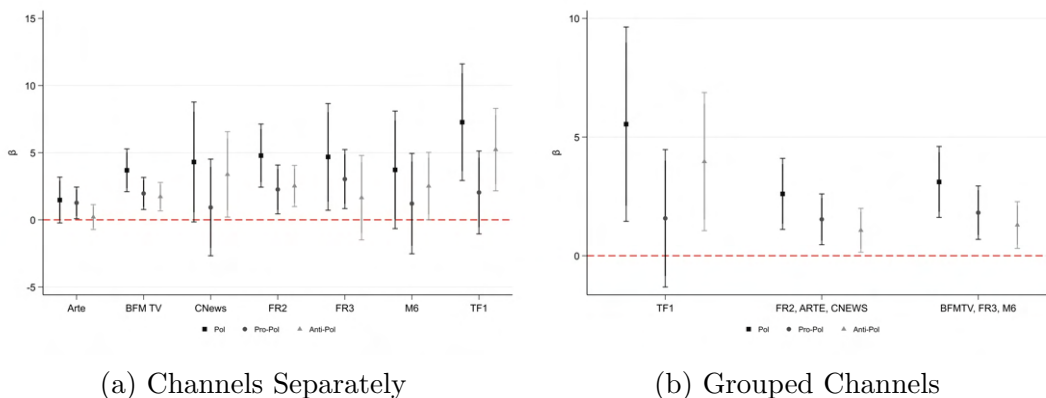 15
10
5
0
-5
β
Arte BFM TV CNews FR2 FR3 M6 TF1
Pol Pro-Pol Anti-Pol
(a) Channels Separately
10
5
0
β
TF1 FR2, ARTE, CNEWS BFMTV, FR3, M6
Pol Pro-Pol Anti-Pol
(b) Grouped Channels